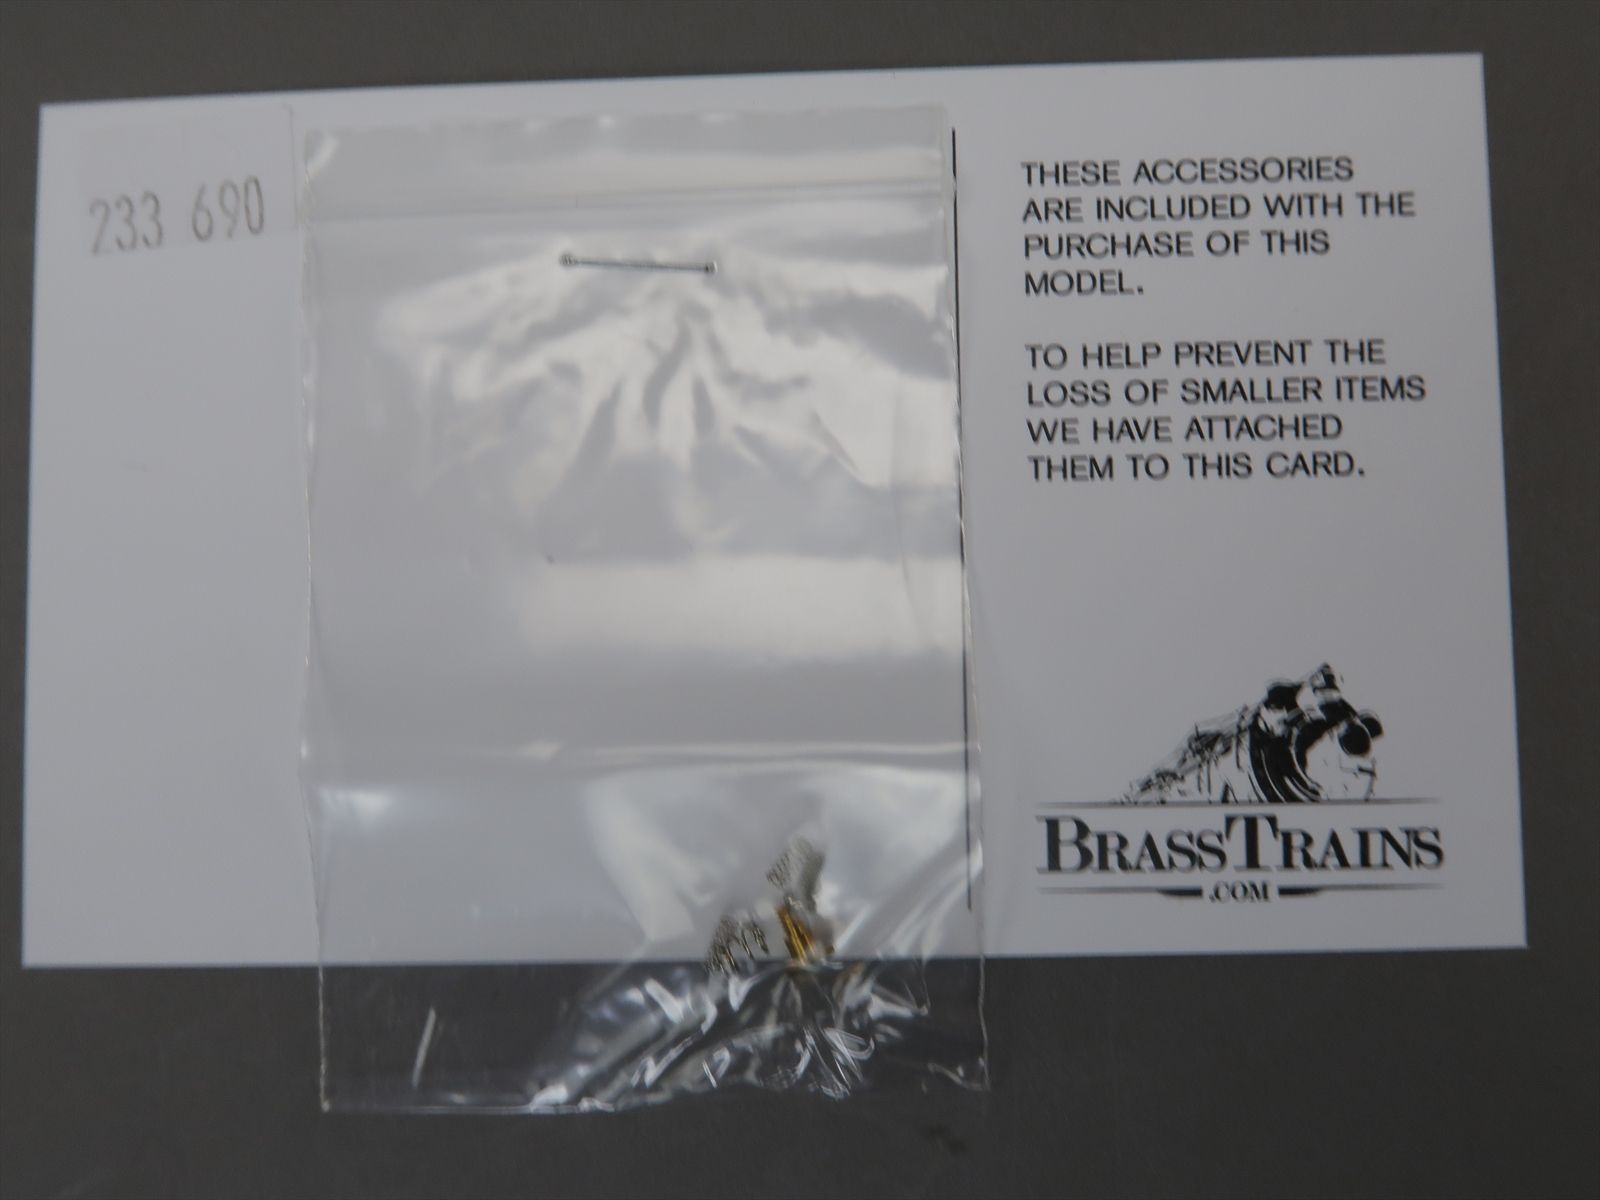 233 690
THESE ACCESSORIES
ARE INCLUDED WITH THE
PURCHASE OF THIS
MODEL.
TO HELP PREVENT THE
LOSS OF SMALLER ITEMS
WE HAVE ATTACHED
THEM TO THIS CARD.
BRASSTRAINS
.COM